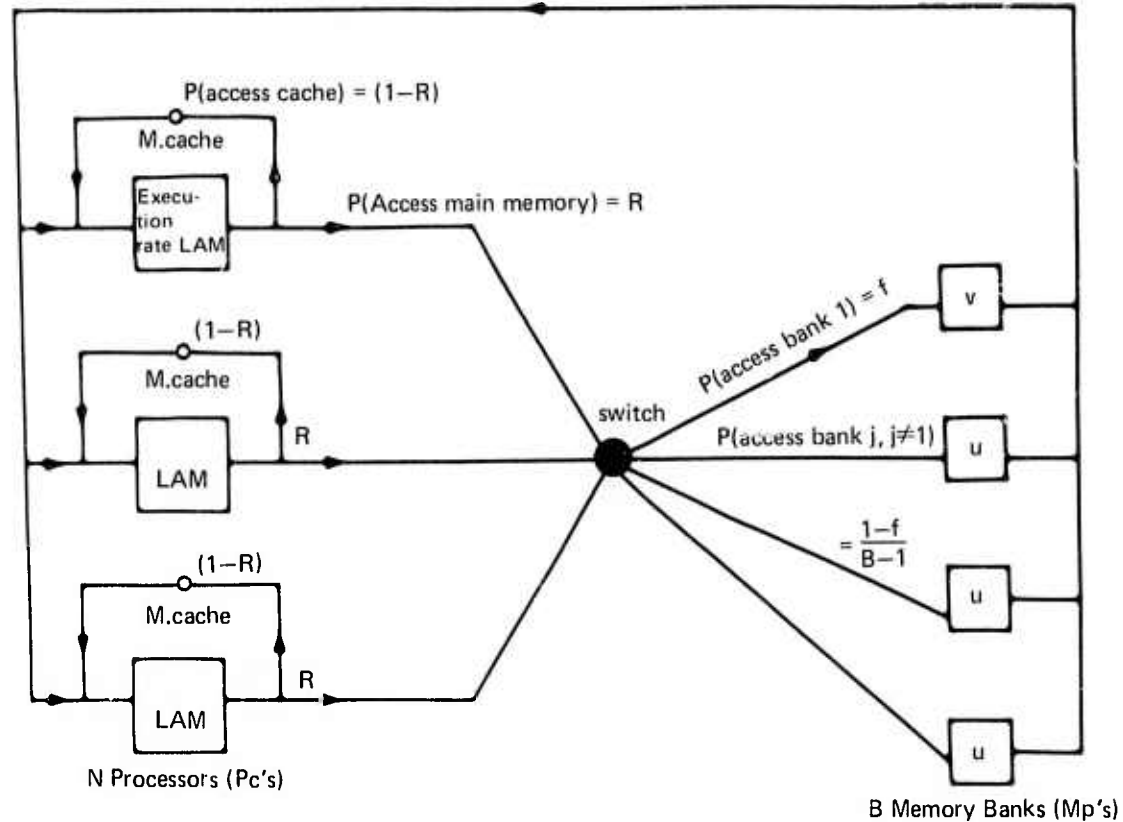 P(access cache) = (1−R)
M.cache
Execu-
tion
rate LAM
P(Access main memory) = R
(1−R)
M.cache
LAM
R
(1−R)
M.cache
LAM
R
N Processors (Pc's)
switch
P(access bank 1) = f
v
P(access bank j, j≠1)
u
= 1−f
B−1
u
u
B Memory Banks (Mp's)